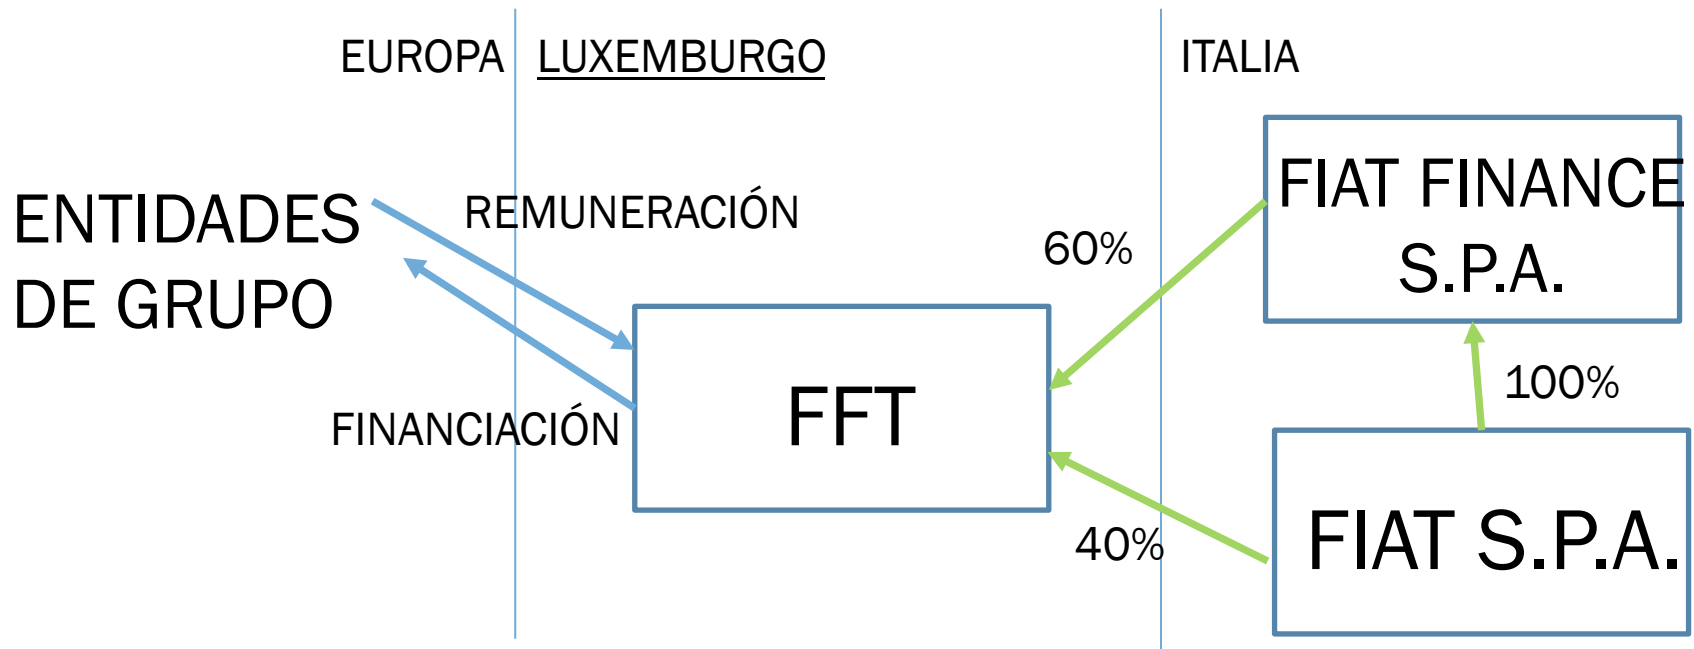 EUROPA
LUXEMBURGO
ITALIA
ENTIDADES
DE GRUPO
REMUNERACIÓN
FINANCIACIÓN
FFT
60%
40%
FIAT FINANCE
S.P.A.
100%
FIAT S.P.A.